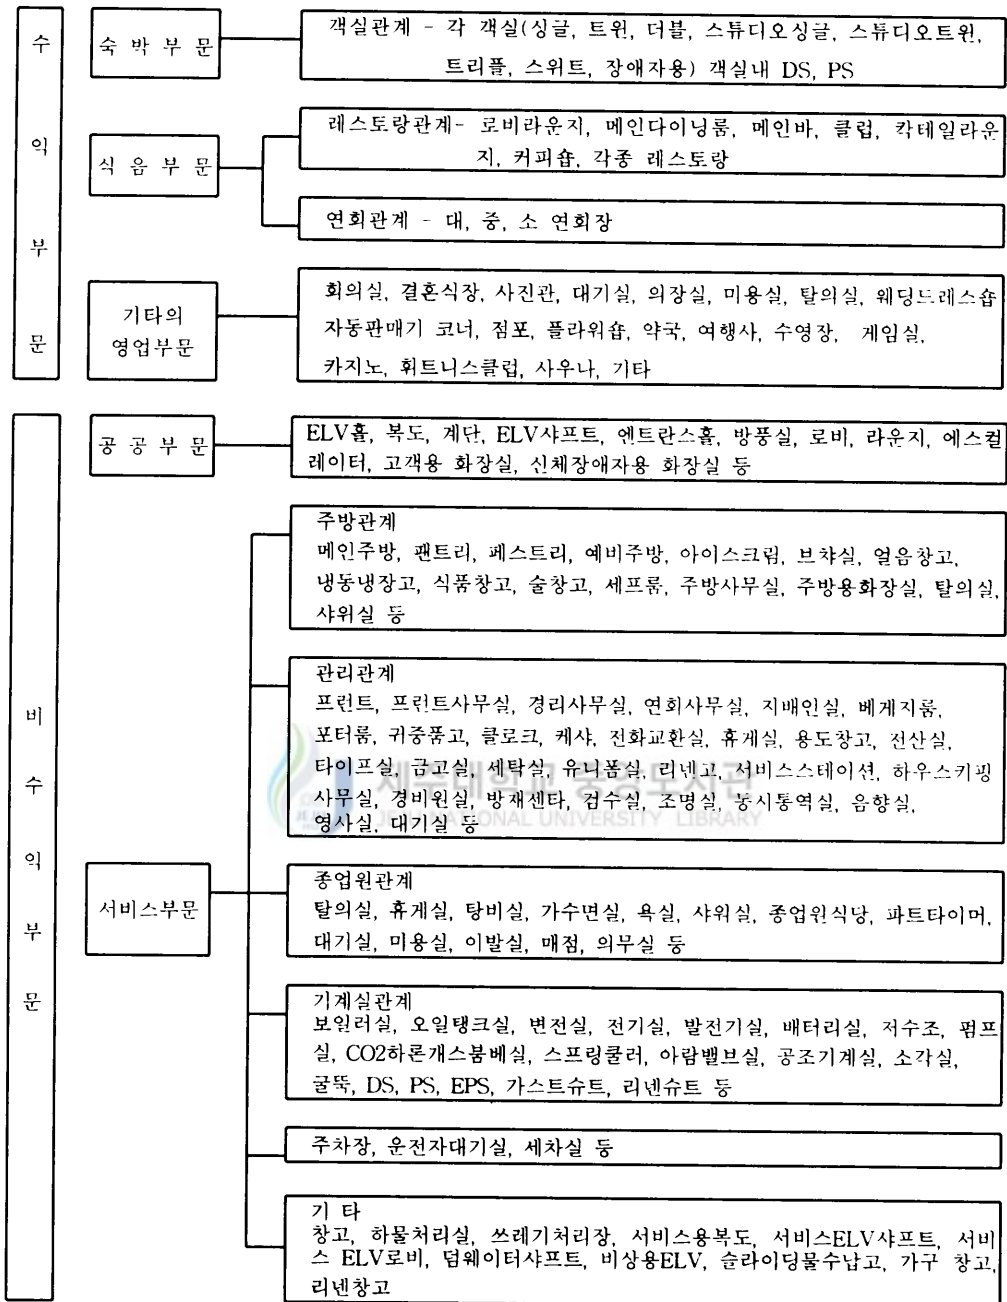 수익부문
숙박부문
객실관계 - 각 객실(싱글, 트윈, 더블, 스튜디오싱글, 스튜디오트윈,
트리플, 스위트, 장애자용) 객실내 DS, PS
식음부문
레스토랑관계- 로비라운지, 메인다이닝룸, 메인바, 클럽, 칵테일라운
지, 커피숍, 각종 레스토랑
연회관계 - 대, 중, 소 연회장
기타의
영업부문
회의실, 결혼식장, 사진관, 대기실, 의장실, 미용실, 탈의실, 웨딩드레스숍
자동판매기 코너, 점포, 플라워숍, 약국, 여행사, 수영장, 게임실,
카지노, 휘트니스클럽, 사우나, 기타
비수익부문
공공부문
ELV홀, 복도, 계단, ELV샤프트, 엔트란스홀, 방풍실, 로비, 라운지, 에스컬
레이터, 고객용 화장실, 신체장애자용 화장실 등
서비스부문
주방관계
메인주방, 팬트리, 페스트리, 예비주방, 아이스크림, 브챠실, 얼음창고,
냉동냉장고, 식품창고, 술창고, 세프룸, 주방사무실, 주방용화장실, 탈의실,
샤워실 등
관리관계
프런트, 프런트사무실, 경리사무실, 연회사무실, 지배인실, 베게지룸,
포터룸, 귀중품고, 클로크, 케샤, 전화교환실, 휴게실, 용도창고, 전산실,
타이프실, 금고실, 세탁실, 유니폼실, 리넨고, 서비스스테이션, 하우스키핑
사무실, 경비원실, 방재센타, 검수실, 조명실, 동시통역실, 음향실,
영사실, 대기실 등
제주대학교 중앙도서관
JEJU NATIONAL UNIVERSITY LIBRARY
종업원관계
탈의실, 휴게실, 탕비실, 가수면실, 욕실, 샤워실, 종업원식당, 파트타이머,
대기실, 미용실, 이발실, 매점, 의무실 등
기계실관계
보일러실, 오일탱크실, 변전실, 전기실, 발전기실, 배터리실, 저수조, 펌프
실, CO2하론개스붐베실, 스프링쿨러, 아람밸브실, 공조기계실, 소각실,
굴뚝, DS, PS, EPS, 가스트슈트, 리넨슈트 등
주차장, 운전자대기실, 세차실 등
기 타
창고, 하물처리실, 쓰레기처리장, 서비스용복도, 서비스ELV샤프트, 서비
스 ELV로비, 덤웨이터샤프트, 비상용ELV, 슬라이딩물수납고, 가구 창고,
리넨창고